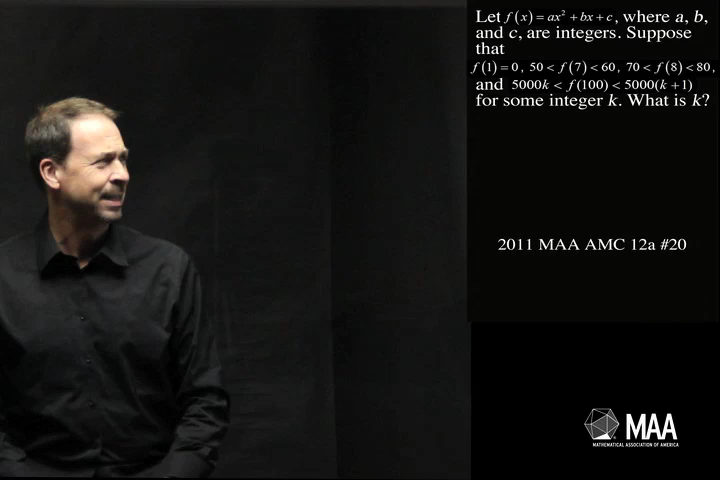 Let f(x) = ax² + bx + c, where a, b,
and c, are integers. Suppose
that
f(1) = 0, 50 < f(7) < 60, 70 < f(8) < 80,
and 5000k < f(100) < 5000(k +1)
for some integer k. What is k?
2011 MAA AMC 12a #20
MAA
MATHEMATICAL ASSOCIATION OF AMERICA